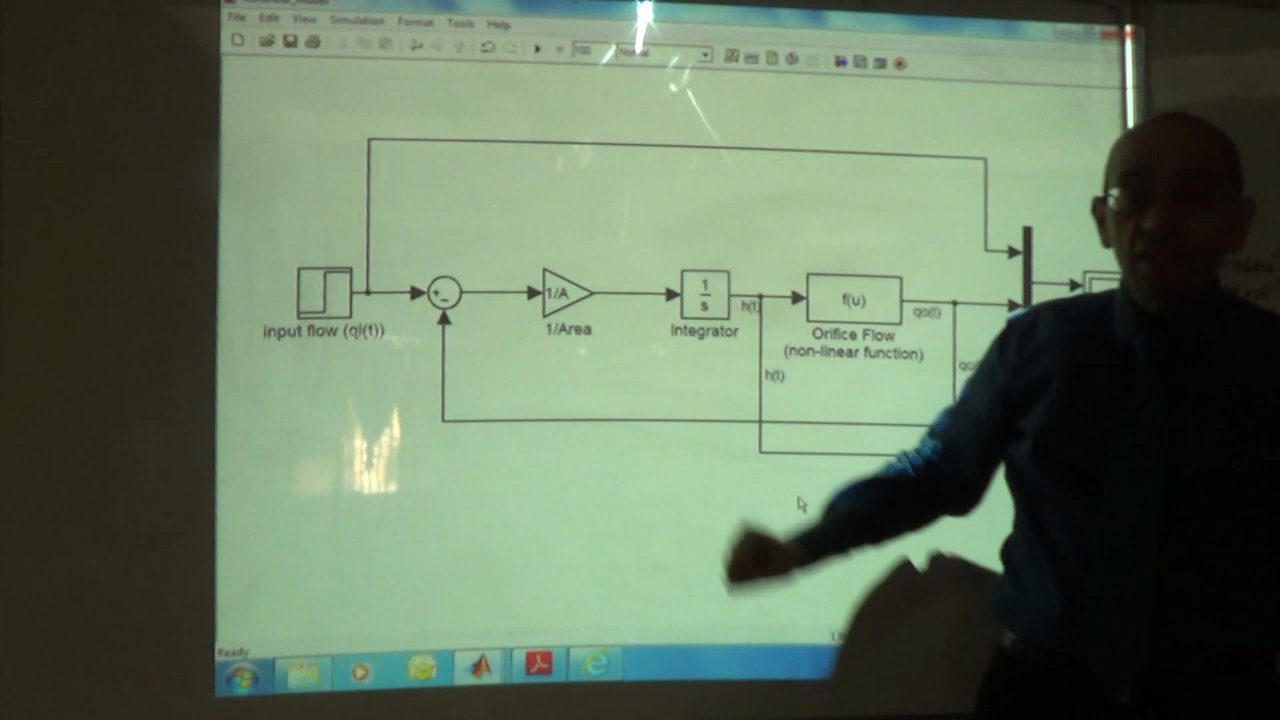 File Edit View Simulation Format Tools Help
100 Normal
+
-
1/A
1
s
f(u)
h(t)
qo(t)
input flow (qi(t))
1/Area
Integrator
Orifice Flow
(non-linear function)
h(t)
Ready